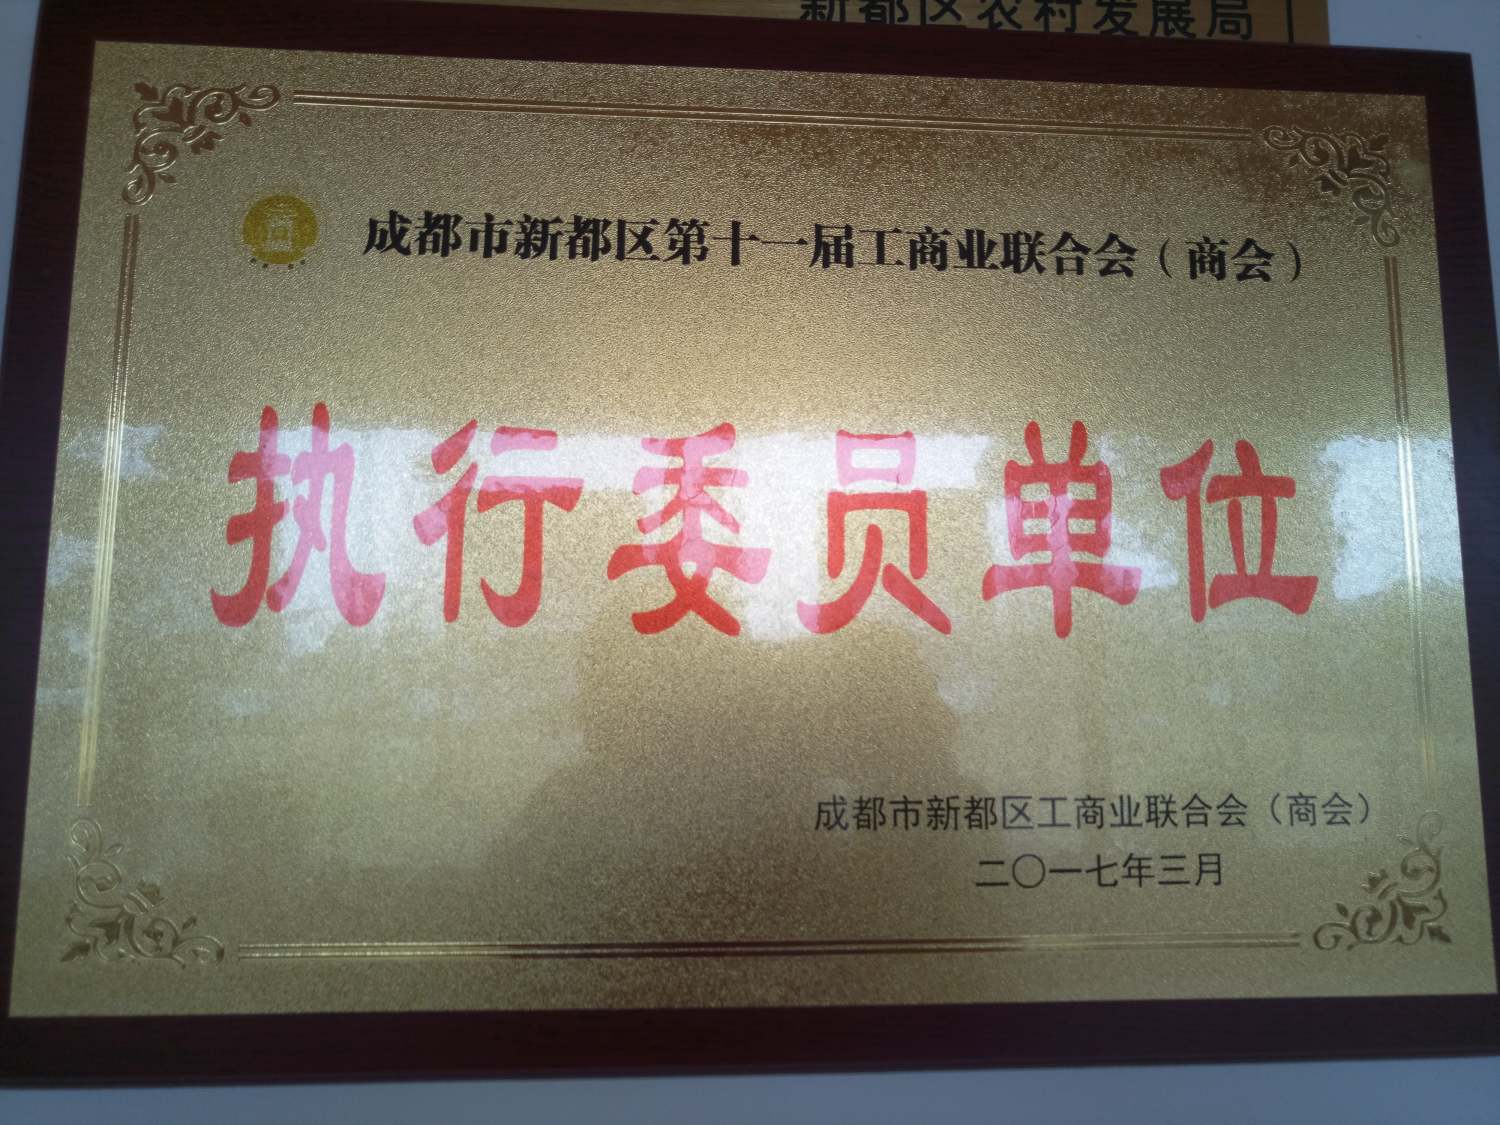 新都区农村发展局
成都市新都区第十一届工商业联合会（商会）
执行委员单位
成都市新都区工商业联合会（商会）
二〇一七年三月